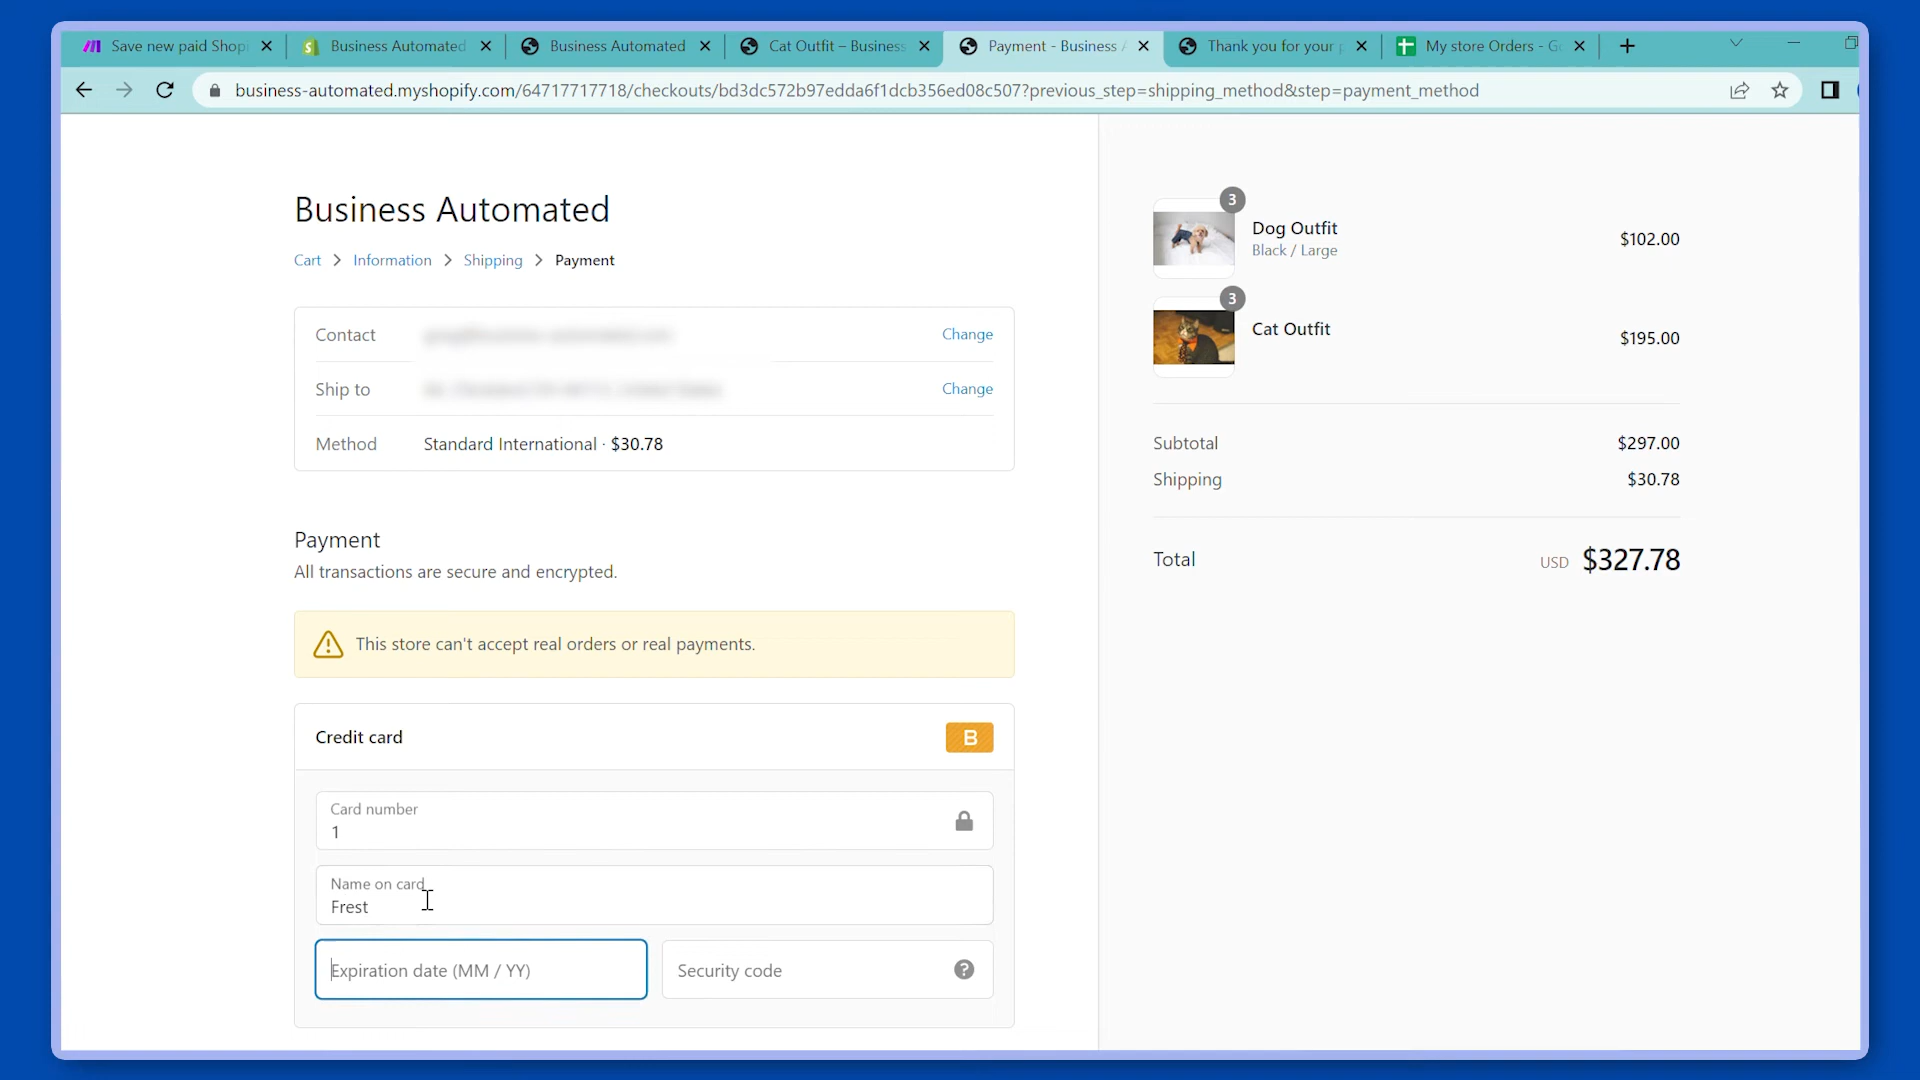 Save new paid Shopi
Business Automated
Business Automated
Cat Outfit – Business
Payment - Business A
Thank you for your p
My store Orders - Go
business-automated.myshopify.com/64717717718/checkouts/bd3dc572b97edda6f1dcb356ed08c507?previous_step=shipping_method&step=payment_method
Business Automated
Cart > Information > Shipping > Payment
Contact
Change
Ship to
Change
Method Standard International · $30.78
Payment
All transactions are secure and encrypted.
This store can't accept real orders or real payments.
Credit card
B
Card number
1
Name on card
Frest
Expiration date (MM / YY)
Security code
?
3
Dog Outfit
Black / Large
$102.00
3
Cat Outfit
$195.00
Subtotal $297.00
Shipping $30.78
Total USD $327.78